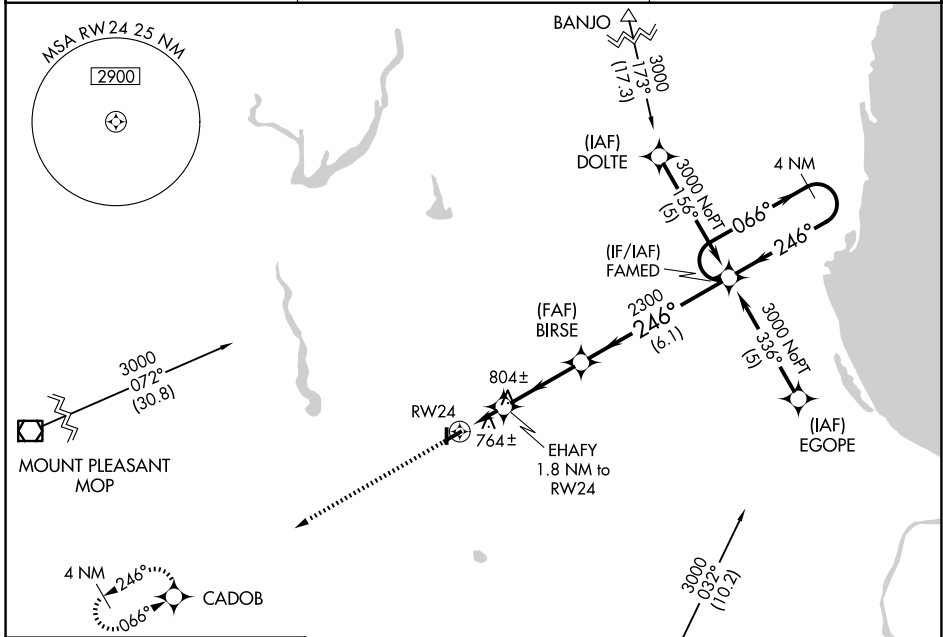 MSA RW24 25 NM
2900
BANJO
3000
173°
(17.3)
(IAF)
DOLTE
3000 NoPT
156°
(5)
4 NM
066°
246°
(IF/IAF)
FAMED
2300
246°
(6.1)
(FAF)
BIRSE
3000 NoPT
336°
(5)
(IAF)
EGOPE
3000
072°
(30.8)
MOUNT PLEASANT
MOP
804±
RW24
764±
EHAFY
1.8 NM to
RW24
4 NM
246°
066°
CADOB
3000
032°
(10.2)